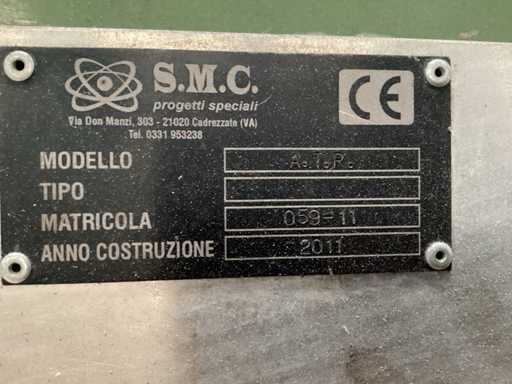 S.M.C.
progetti speciali
Via Don Manzi, 303 - 21020 Cadrezzate (VA)
Tel. 0331 953238
CE
MODELLO A.T.R.
TIPO
MATRICOLA 059-11
ANNO COSTRUZIONE 2011